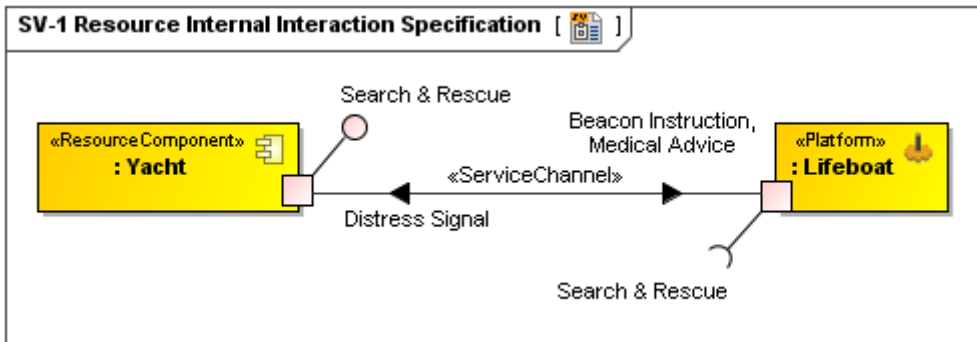 SV-1 Resource Internal Interaction Specification [ ]
Search & Rescue
«ResourceComponent»
: Yacht
Beacon Instruction,
Medical Advice
«Platform»
: Lifeboat
«ServiceChannel»
Distress Signal
Search & Rescue